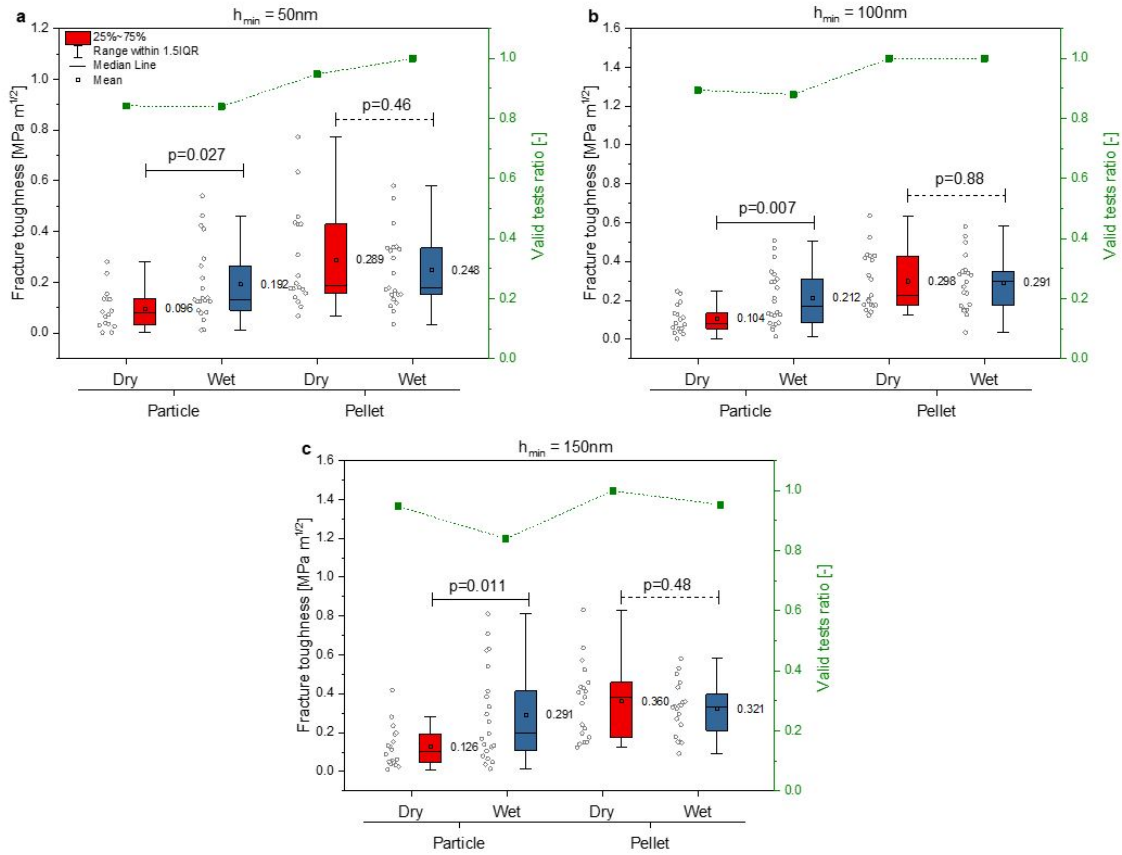 a
h_min = 50nm
1.2
1.0
0.8
0.6
0.4
0.2
0.0
Fracture toughness [MPa m^1/2]
25%~75%
Range within 1.5IQR
Median Line
Mean
p=0.027
p=0.46
0.096
0.192
0.289
0.248
1.0
0.8
0.6
0.4
0.2
0.0
Valid tests ratio [-]
Dry Wet Dry Wet
Particle Pellet
b
h_min = 100nm
1.6
1.4
1.2
1.0
0.8
0.6
0.4
0.2
0.0
Fracture toughness [MPa m^1/2]
p=0.007
p=0.88
0.104
0.212
0.298
0.291
1.0
0.8
0.6
0.4
0.2
0.0
Valid tests ratio [-]
Dry Wet Dry Wet
Particle Pellet
c
h_min = 150nm
1.6
1.4
1.2
1.0
0.8
0.6
0.4
0.2
0.0
Fracture toughness [MPa m^1/2]
p=0.011
p=0.48
0.126
0.291
0.360
0.321
1.0
0.8
0.6
0.4
0.2
0.0
Valid tests ratio [-]
Dry Wet Dry Wet
Particle Pellet